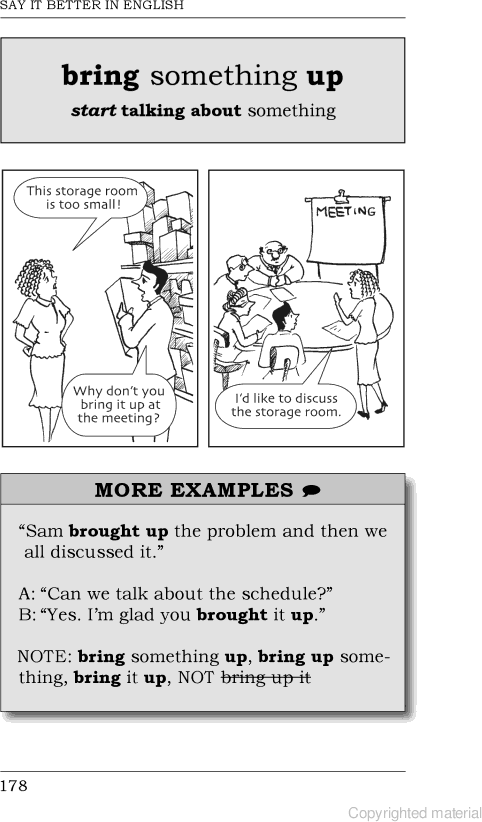 SAY IT BETTER IN ENGLISH
bring something up
start talking about something
This storage room
is too small!
Why don't you
bring it up at
the meeting?
MEETING
I'd like to discuss
the storage room.
MORE EXAMPLES
“Sam brought up the problem and then we
all discussed it.”
A: “Can we talk about the schedule?”
B: “Yes. I'm glad you brought it up.”
NOTE: bring something up, bring up some-
thing, bring it up, NOT bring up it
178
Copyrighted material